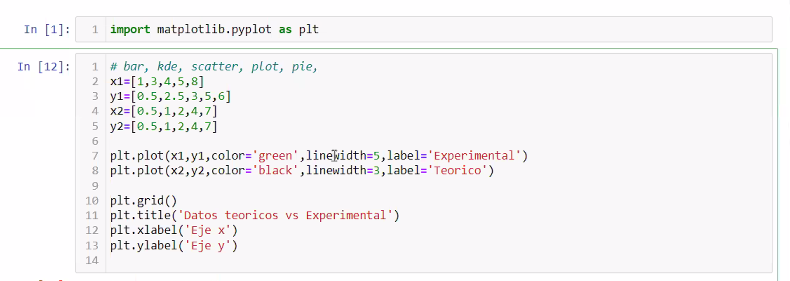 In [1]: 1 import matplotlib.pyplot as plt
In [12]: 1 # bar, kde, scatter, plot, pie,
2 x1=[1,3,4,5,8]
3 y1=[0.5,2.5,3,5,6]
4 x2=[0.5,1,2,4,7]
5 y2=[0.5,1,2,4,7]
6
7 plt.plot(x1,y1,color='green',linewidth=5,label='Experimental')
8 plt.plot(x2,y2,color='black',linewidth=3,label='Teorico')
9
10 plt.grid()
11 plt.title('Datos teoricos vs Experimental')
12 plt.xlabel('Eje x')
13 plt.ylabel('Eje y')
14